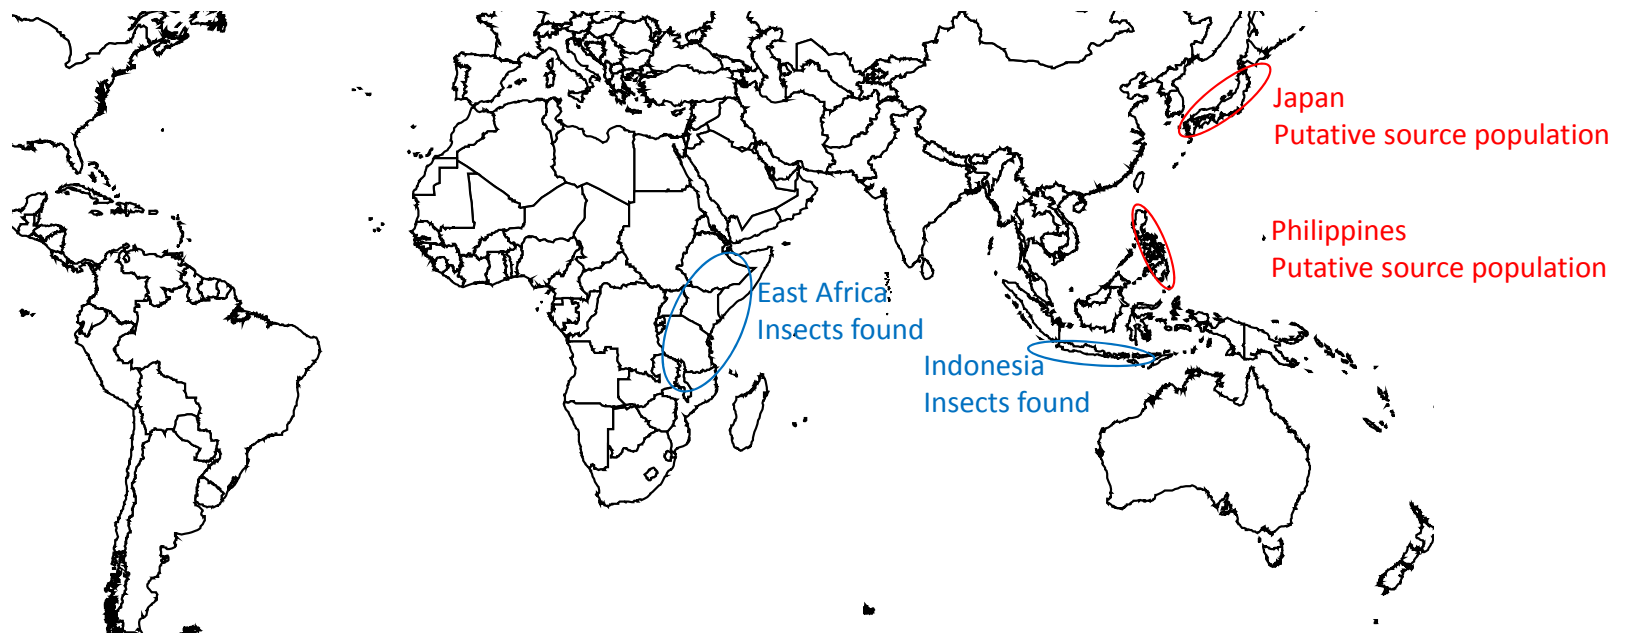 Japan
Putative source population
Philippines
Putative source population
East Africa
Insects found
Indonesia
Insects found